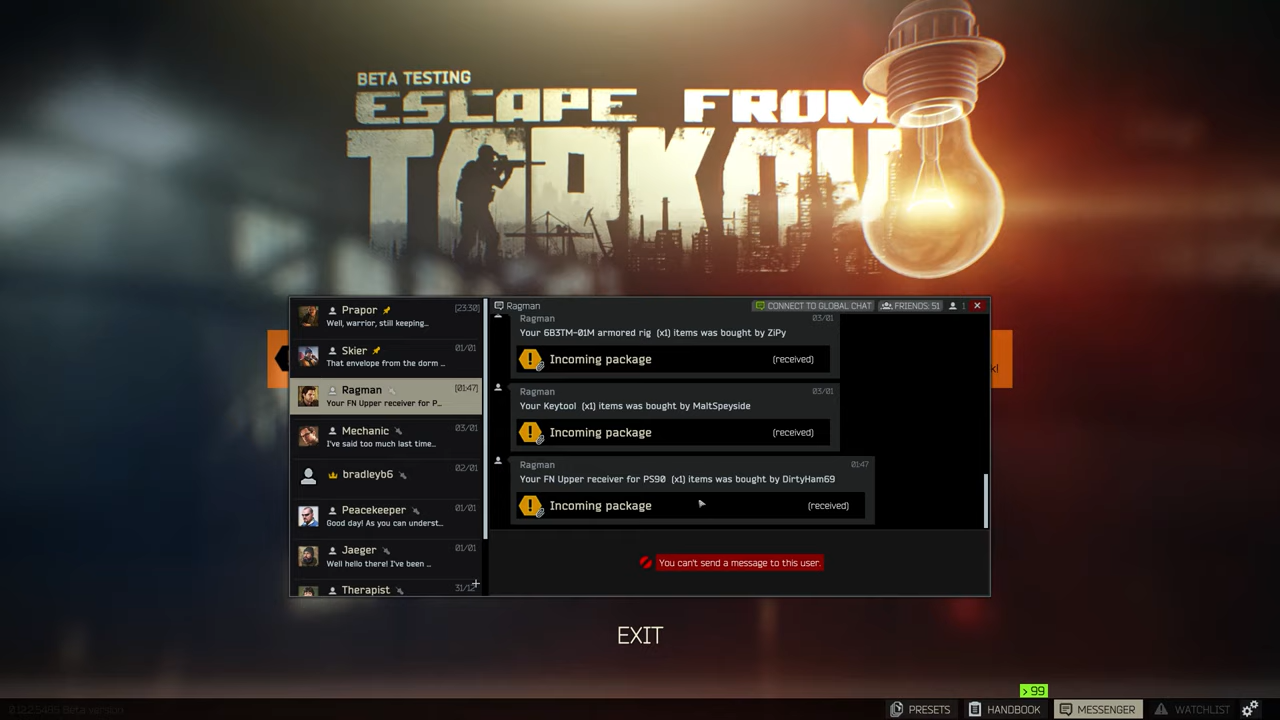 BETA TESTING
ESCAPE FROM
TARKOV
Prapor
[23:30]
Well, warrior, still keeping...
Skier
01/01
That envelope from the dorm ...
Ragman
[01:47]
Your FN Upper receiver for P...
Mechanic
03/01
I've said too much last time...
bradleyb6
02/01
Peacekeeper
01/01
Good day! As you can underst...
Jaeger
01/01
Well hello there! I've been ...
Therapist
31/12
Ragman
CONNECT TO GLOBAL CHAT
FRIENDS: 51
1
Ragman
03/01
Your 6B3TM-01M armored rig (x1) items was bought by ZiPy
Incoming package
(received)
Ragman
03/01
Your Keytool (x1) items was bought by MaltSpeyside
Incoming package
(received)
Ragman
01:47
Your FN Upper receiver for PS90 (x1) items was bought by DirtyHam69
Incoming package
(received)
You can't send a message to this user.
k!
EXIT
> 99
Beta version
PRESETS
HANDBOOK
MESSENGER
WATCHLIST